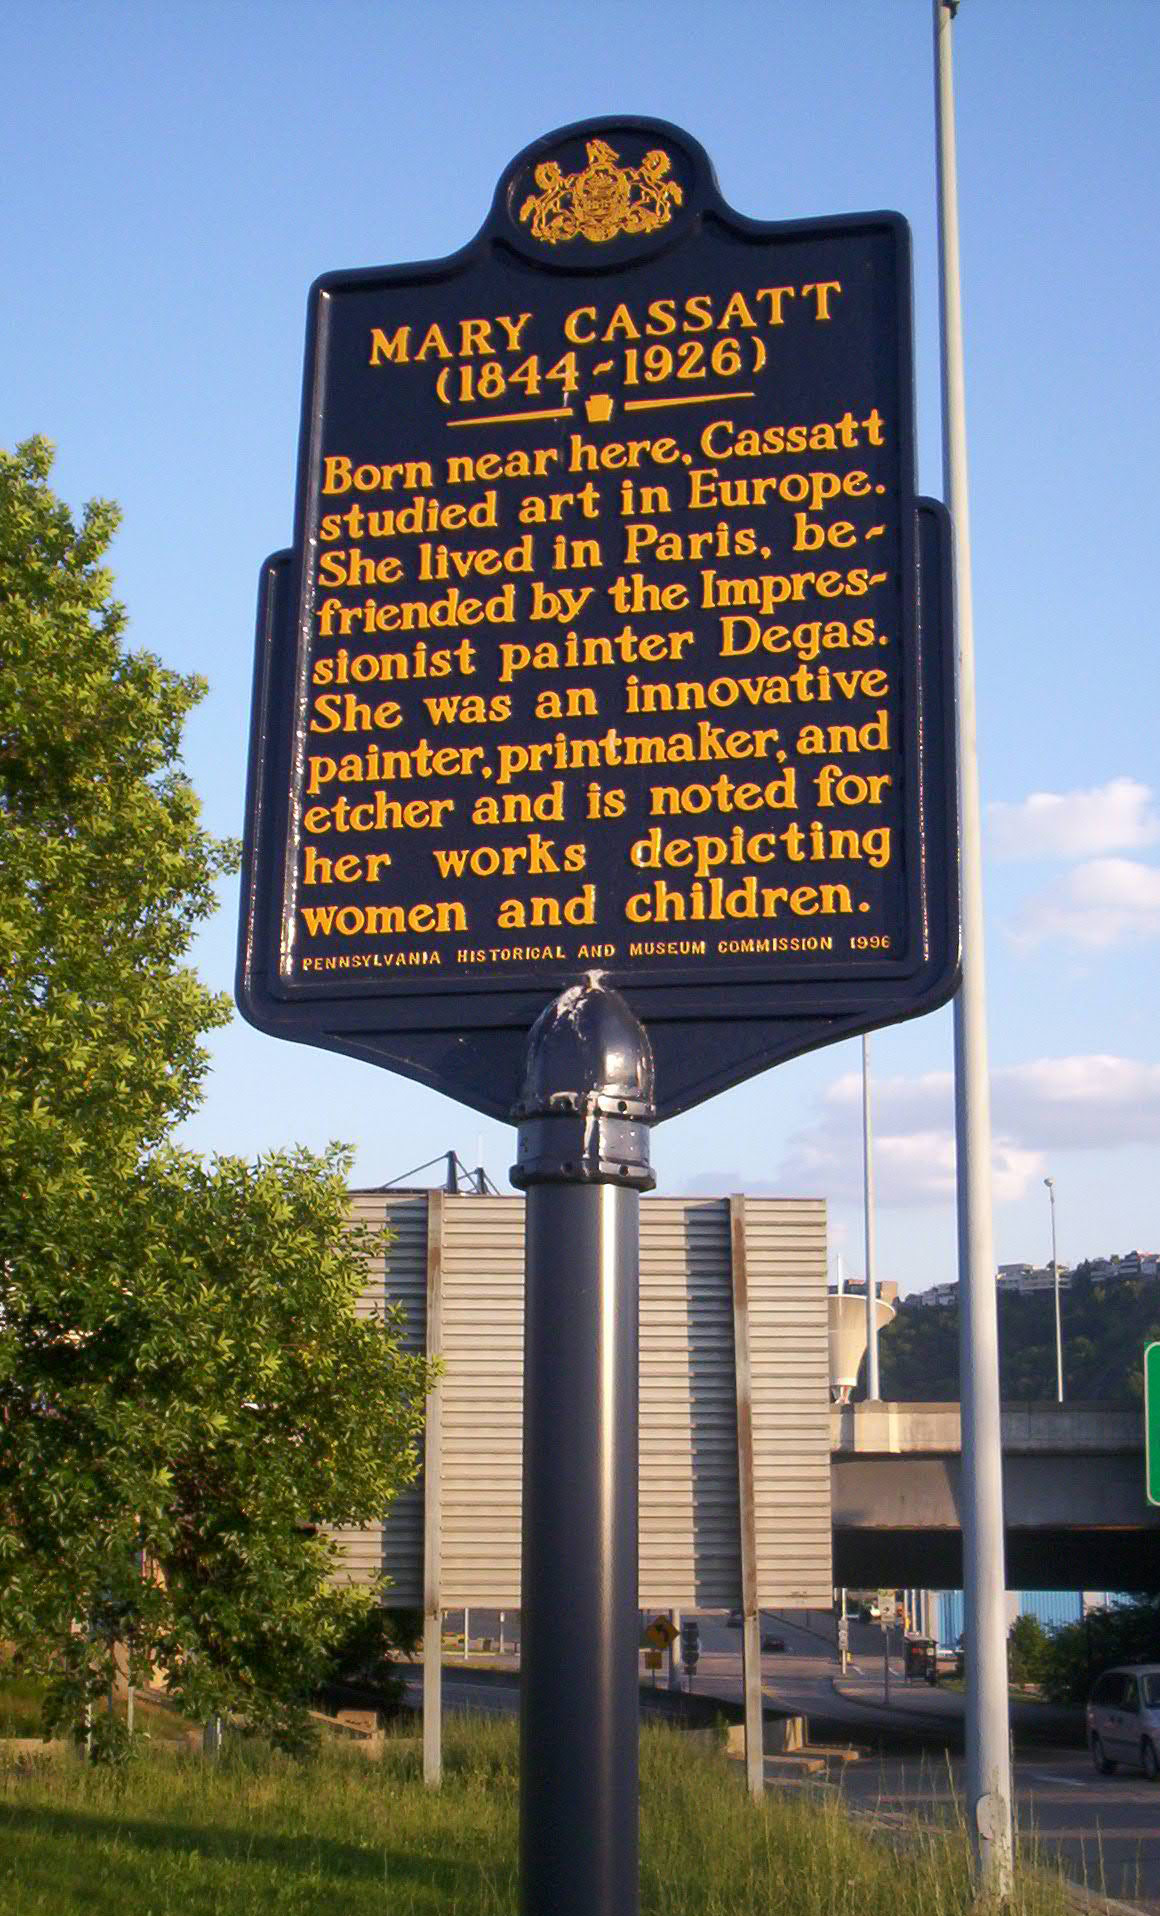 MARY CASSATT
(1844-1926)
Born near here, Cassatt
studied art in Europe.
She lived in Paris, be-
friended by the Impres-
sionist painter Degas.
She was an innovative
painter, printmaker, and
etcher and is noted for
her works depicting
women and children.
PENNSYLVANIA HISTORICAL AND MUSEUM COMMISSION 1996